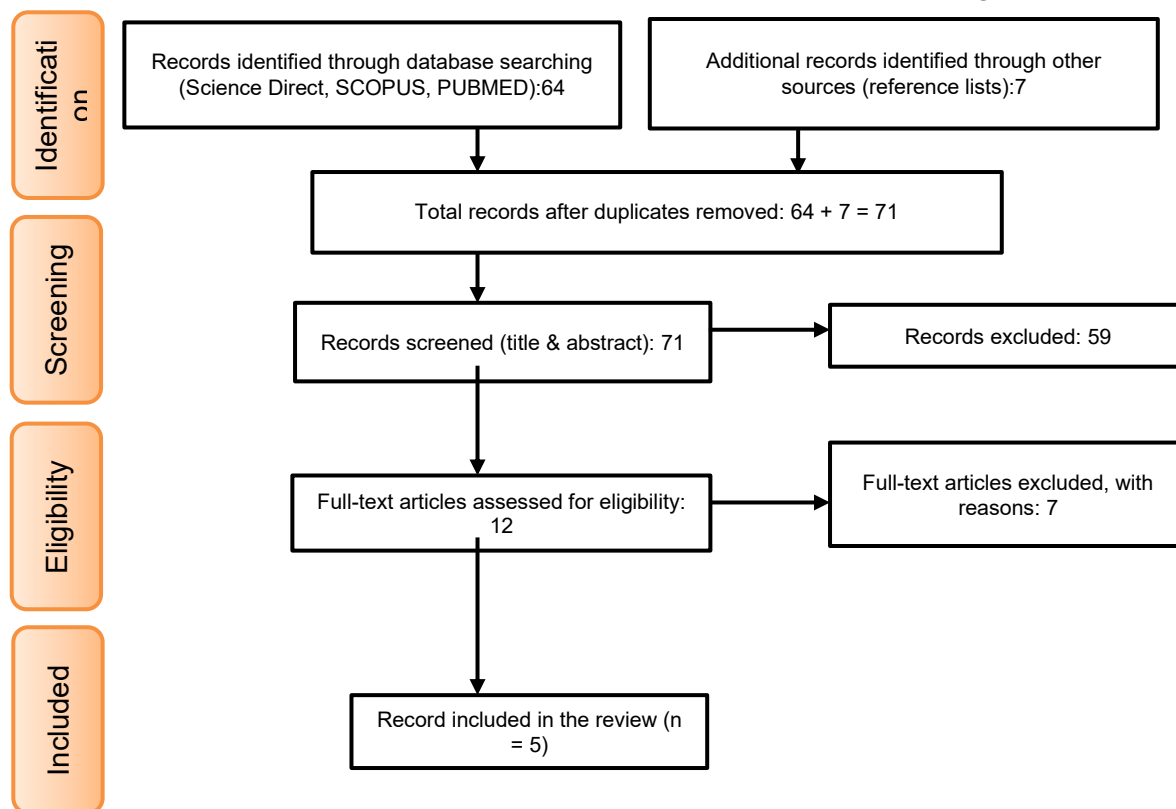 Identificati
on
Records identified through database searching
(Science Direct, SCOPUS, PUBMED):64
Additional records identified through other
sources (reference lists):7
Total records after duplicates removed: 64 + 7 = 71
Screening
Records screened (title & abstract): 71
Records excluded: 59
Eligibility
Full-text articles assessed for eligibility:
12
Full-text articles excluded, with
reasons: 7
Included
Record included in the review (n
= 5)